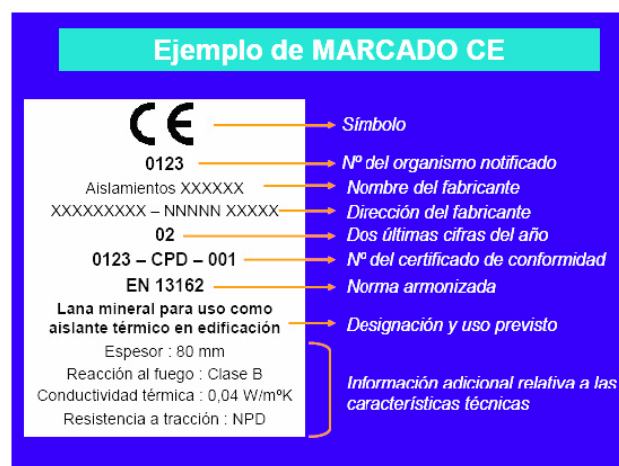 Ejemplo de MARCADO CE
CE
Símbolo
0123
Nº del organismo notificado
Aislamientos XXXXXX
Nombre del fabricante
XXXXXXXXX – NNNNN XXXXX
Dirección del fabricante
02
Dos últimas cifras del año
0123 – CPD – 001
Nº del certificado de conformidad
EN 13162
Norma armonizada
Lana mineral para uso como
aislante térmico en edificación
Designación y uso previsto
Espesor : 80 mm
Reacción al fuego : Clase B
Conductividad térmica : 0,04 W/mºK
Resistencia a tracción : NPD
Información adicional relativa a las
características técnicas